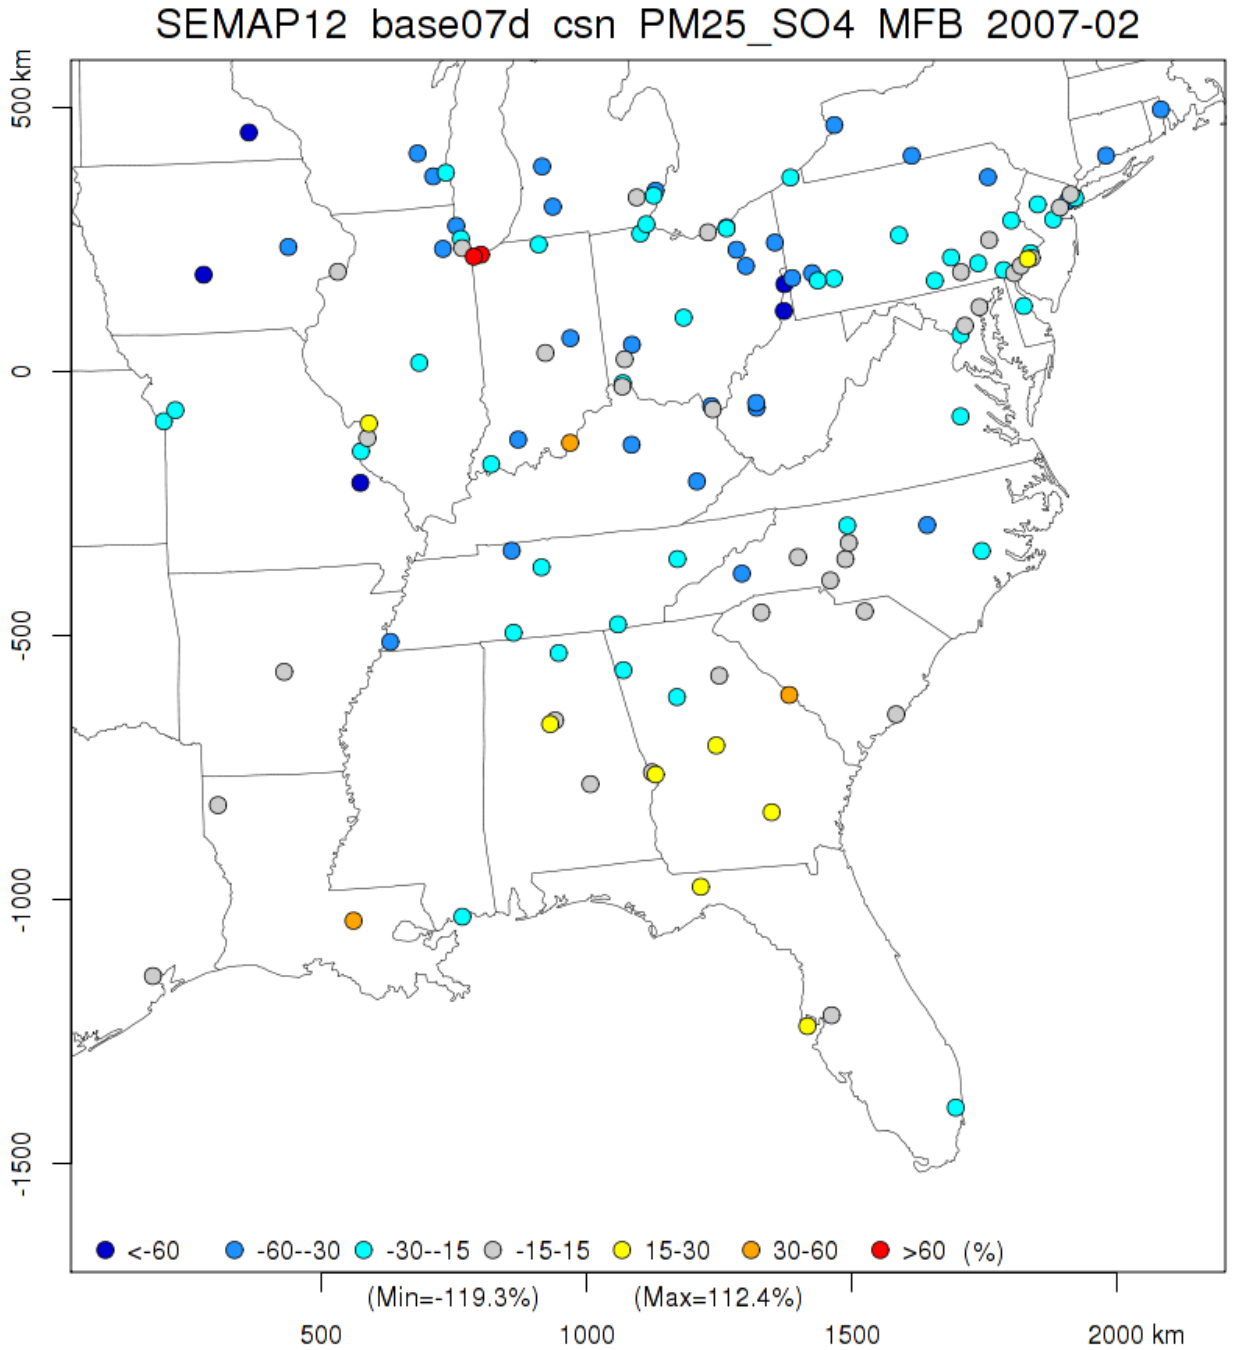 SEMAP12 base07d csn PM25_SO4 MFB 2007-02
500 km
0
-500
-1000
-1500
<-60 -60--30 -30--15 -15-15 15-30 30-60 >60 (%)
(Min=-119.3%) (Max=112.4%)
500 1000 1500 2000 km